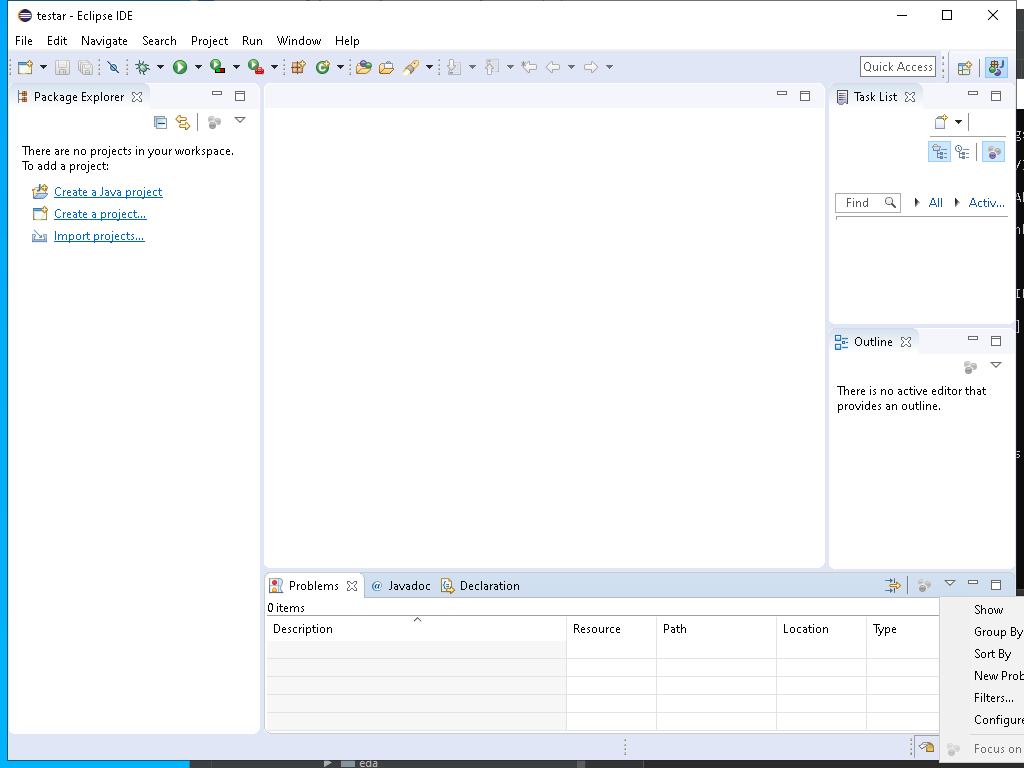 testar - Eclipse IDE
File Edit Navigate Search Project Run Window Help
Quick Access
Package Explorer
There are no projects in your workspace.
To add a project:
Create a Java project
Create a project...
Import projects...
Task List
Find All Activ...
Outline
There is no active editor that
provides an outline.
Problems @ Javadoc Declaration
0 items
Description Resource Path Location Type
Show
Group By
Sort By
New Prob
Filters...
Configure
Focus on
eda